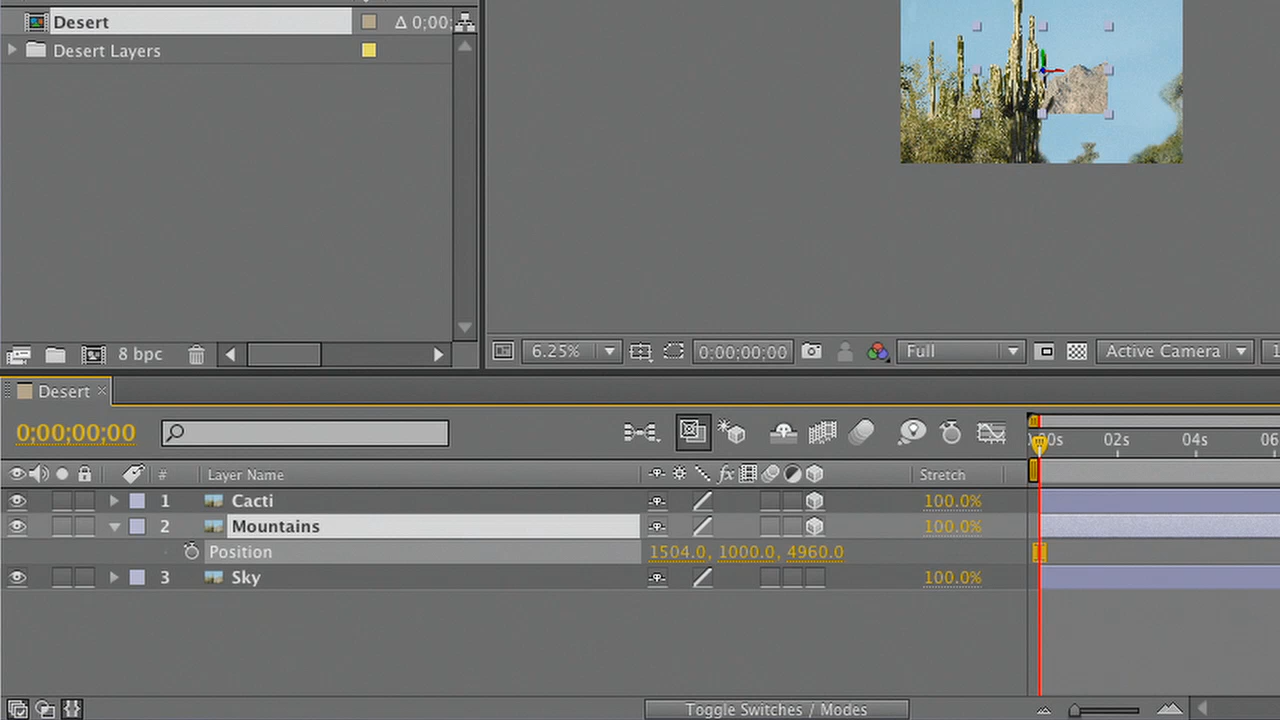 Desert Δ 0;00;
Desert Layers
8 bpc
6.25% 0:00:00;00 Full Active Camera 1
Desert ×
0;00;00;00
:00s 02s 04s 06
# Layer Name fx Stretch
1 Cacti 100.0%
2 Mountains 100.0%
Position 1504.0, 1000.0, 4960.0
3 Sky 100.0%
Toggle Switches / Modes